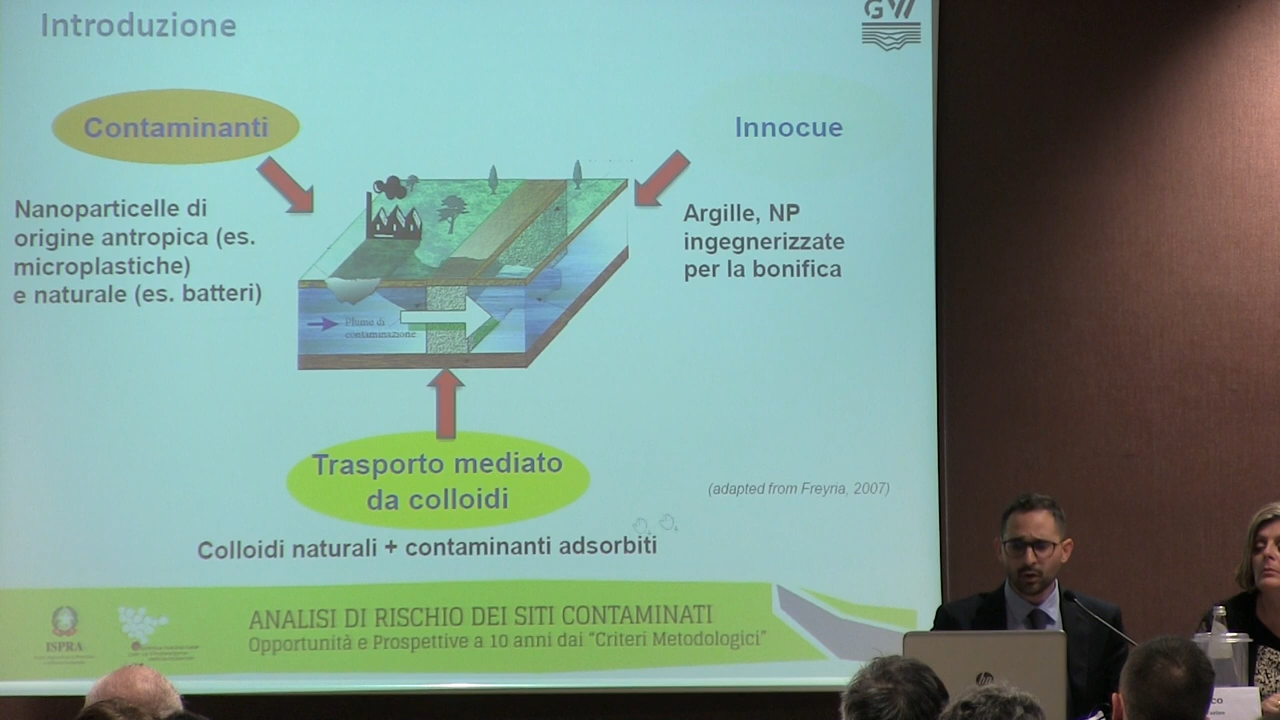 Introduzione
GW
Contaminanti
Innocue
Nanoparticelle di
origine antropica (es.
microplastiche)
e naturale (es. batteri)
Argille, NP
ingegnerizzate
per la bonifica
Plume di
contaminazione
Trasporto mediato
da colloidi
(adapted from Freyria, 2007)
Colloidi naturali + contaminanti adsorbiti
ANALISI DI RISCHIO DEI SITI CONTAMINATI
Opportunità e Prospettive a 10 anni dai "Criteri Metodologici"
ISPRA
hp